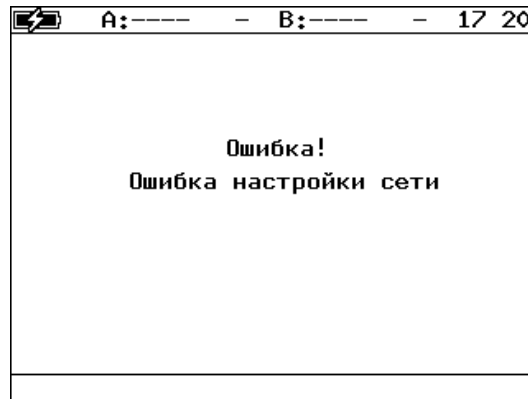 A:---- - B:---- - 17 20
Ошибка!
Ошибка настройки сети